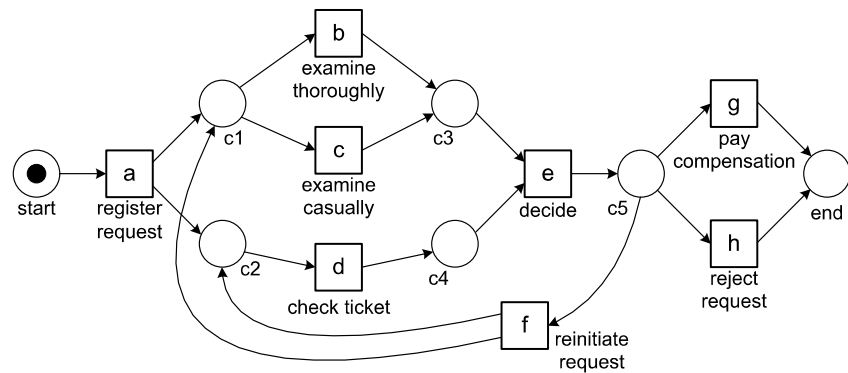 b
examine
thoroughly
c1
c3
g
pay
compensation
a
register
request
start
c
examine
casually
e
decide
c5
end
c2
d
check ticket
c4
h
reject
request
f
reinitiate
request